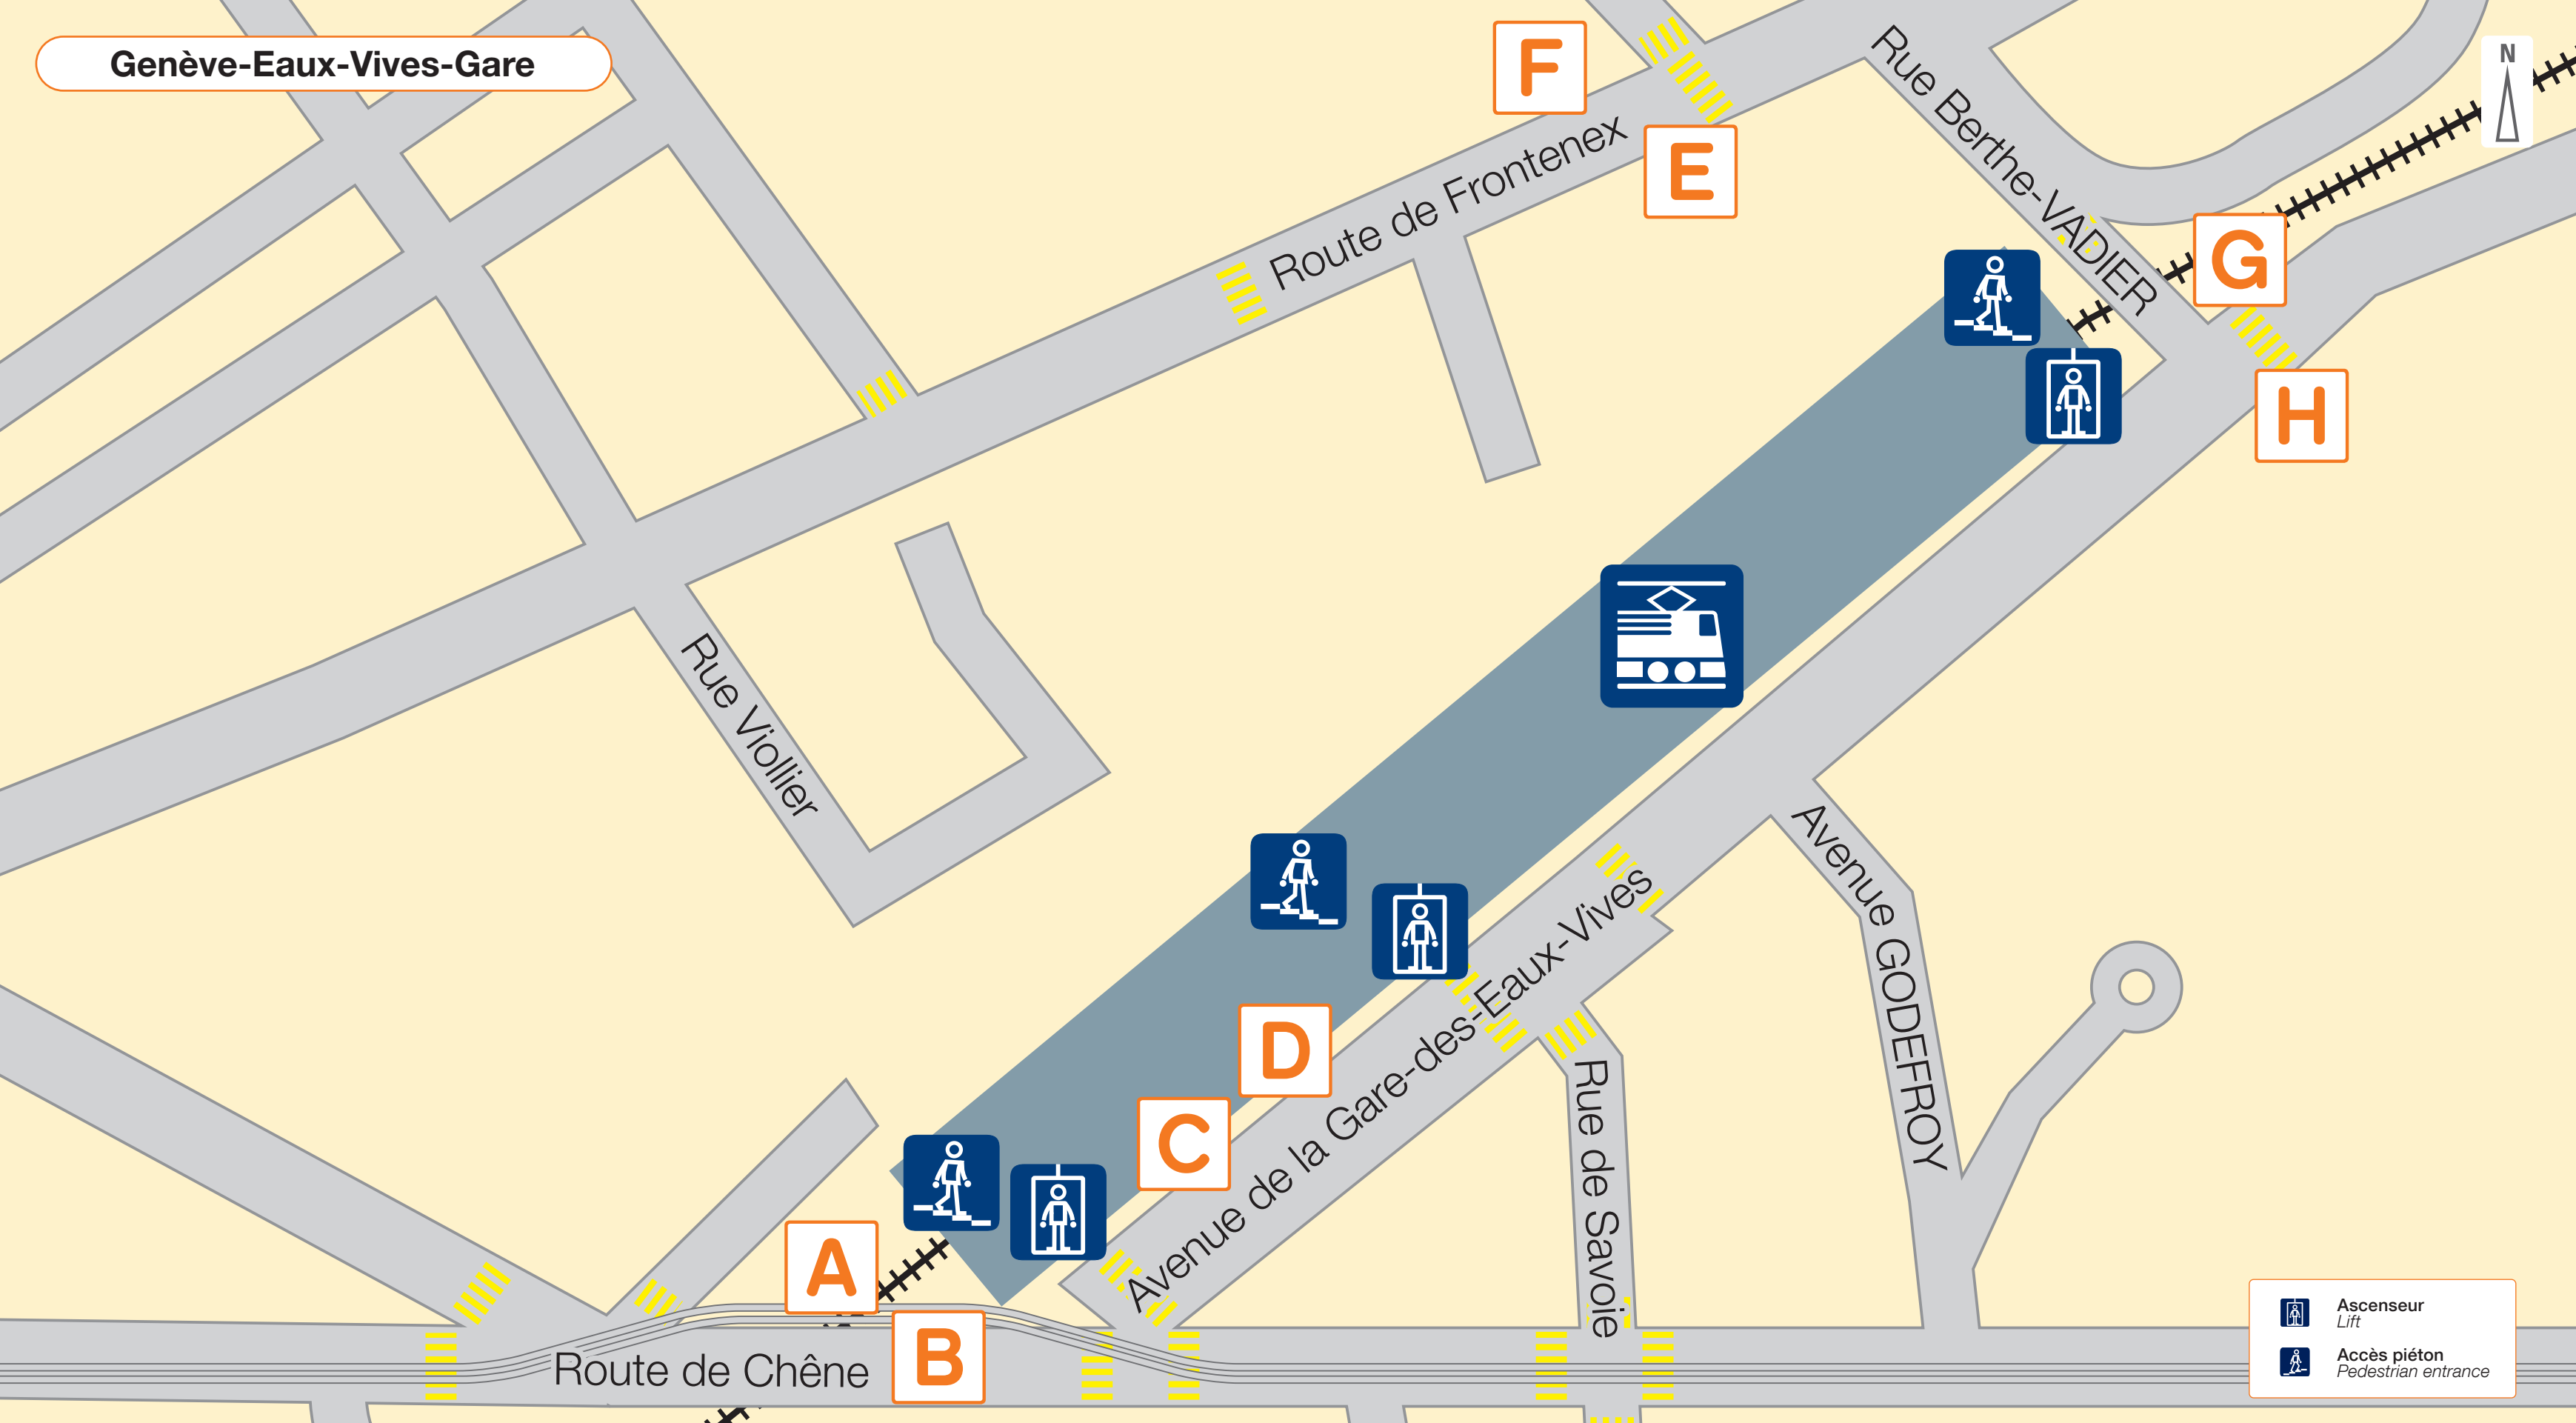 Genève-Eaux-Vives-Gare
N
F
E
Route de Frontenex
Rue Berthe-VADIER
G
H
Rue Viollier
Avenue GODEFROY
D
C
Avenue de la Gare-des-Eaux-Vives
Rue de Savoie
A
B
Route de Chêne
Ascenseur
Lift
Accès piéton
Pedestrian entrance